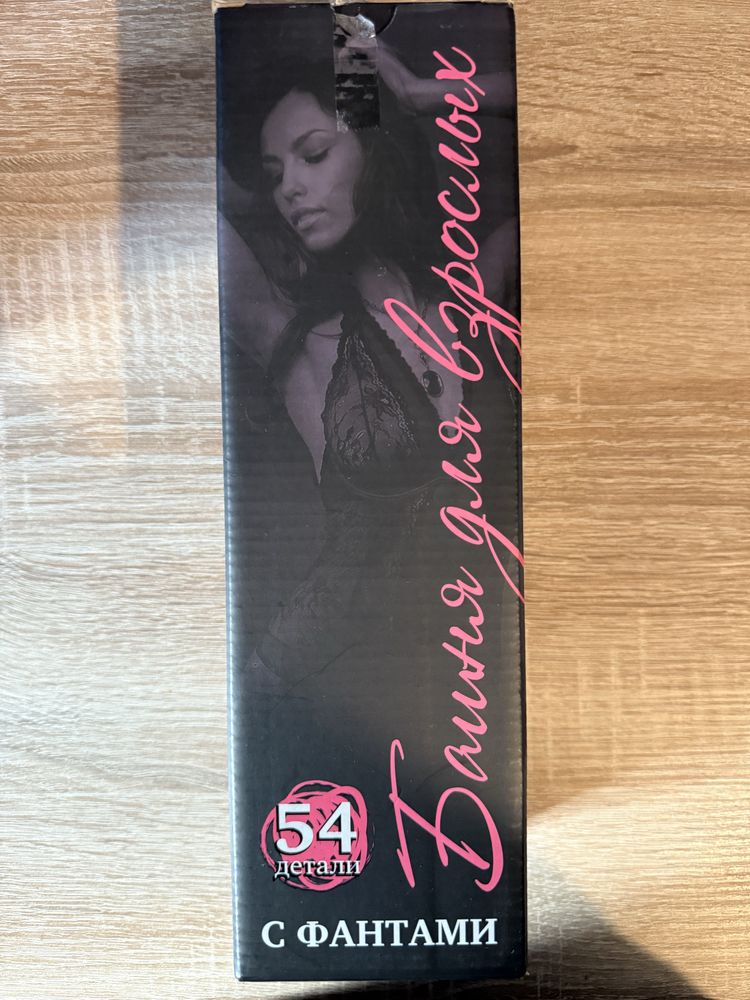 Башня для взрослых
54
детали
С ФАНТАМИ